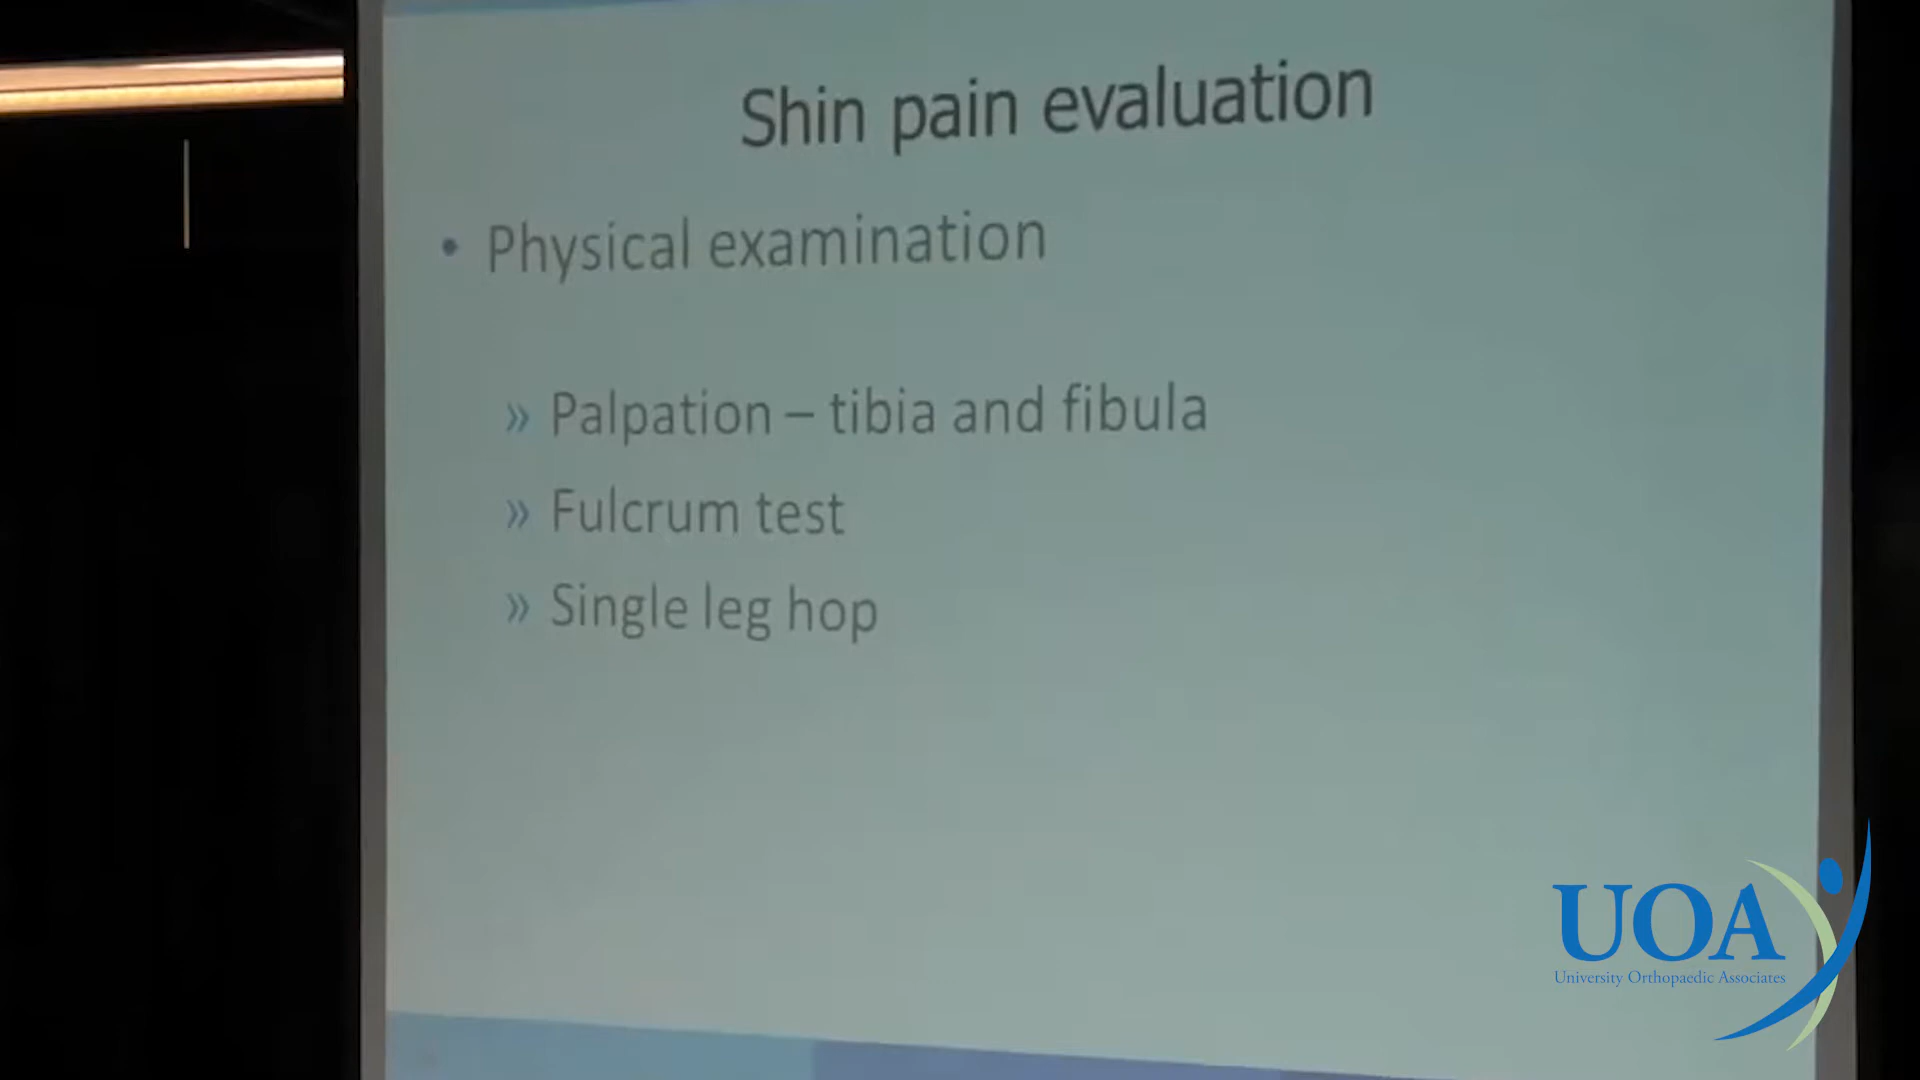 Shin pain evaluation
• Physical examination
» Palpation – tibia and fibula
» Fulcrum test
» Single leg hop
UOA
University Orthopaedic Associates